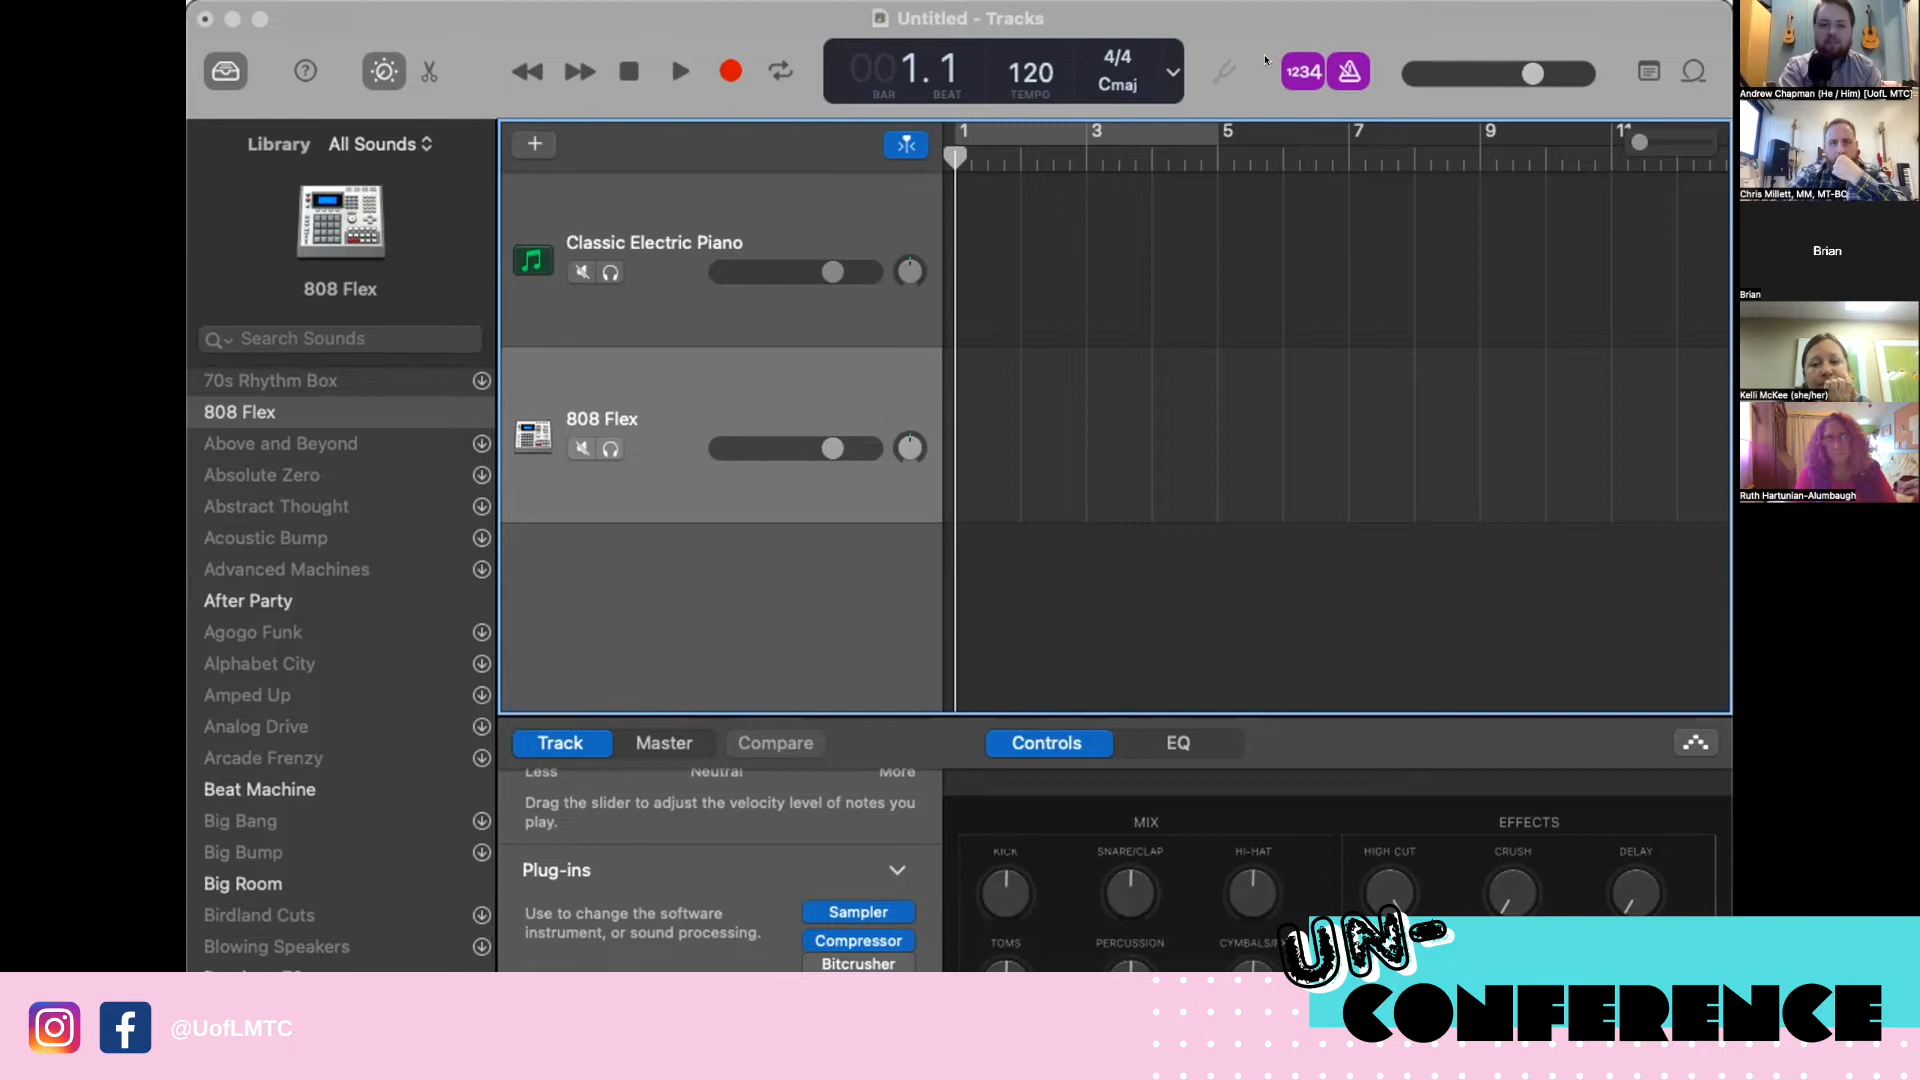 Untitled - Tracks
001.1
BAR
BEAT
120
TEMPO
4/4
Cmaj
1234
Library
All Sounds
808 Flex
Search Sounds
70s Rhythm Box
808 Flex
Above and Beyond
Absolute Zero
Abstract Thought
Acoustic Bump
Advanced Machines
After Party
Agogo Funk
Alphabet City
Amped Up
Analog Drive
Arcade Frenzy
Beat Machine
Big Bang
Big Bump
Big Room
Birdland Cuts
Blowing Speakers
1
3
5
7
9
Classic Electric Piano
808 Flex
Track
Master
Compare
Controls
EQ
Less
Neutral
More
Drag the slider to adjust the velocity level of notes you
play.
Plug-ins
Use to change the software
instrument, or sound processing.
Sampler
Compressor
Bitcrusher
MIX
EFFECTS
KICK
SNARE/CLAP
HI-HAT
HIGH CUT
CRUSH
DELAY
TOMS
PERCUSSION
Andrew Chapman (He / Him) [UofL MTC]
Chris Millett, MM, MT-BC
Brian
Brian
Kelli McKee (she/her)
Ruth Hartunian-Alumbaugh
@UofLMTC
UN-
CONFERENCE